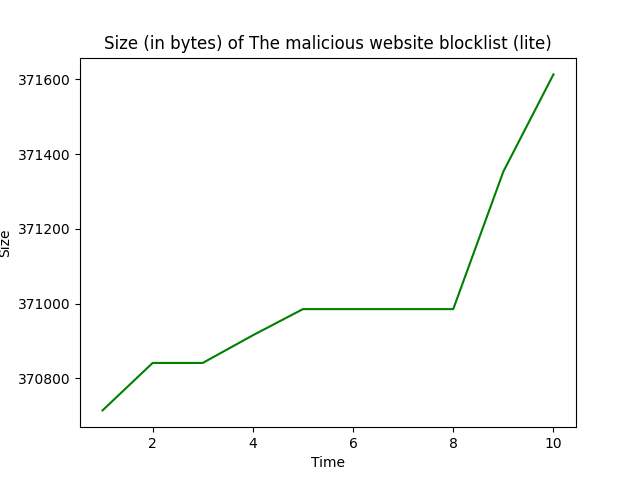 Size (in bytes) of The malicious website blocklist (lite)
371600
371400
371200
371000
370800
Size
2 4 6 8 10
Time